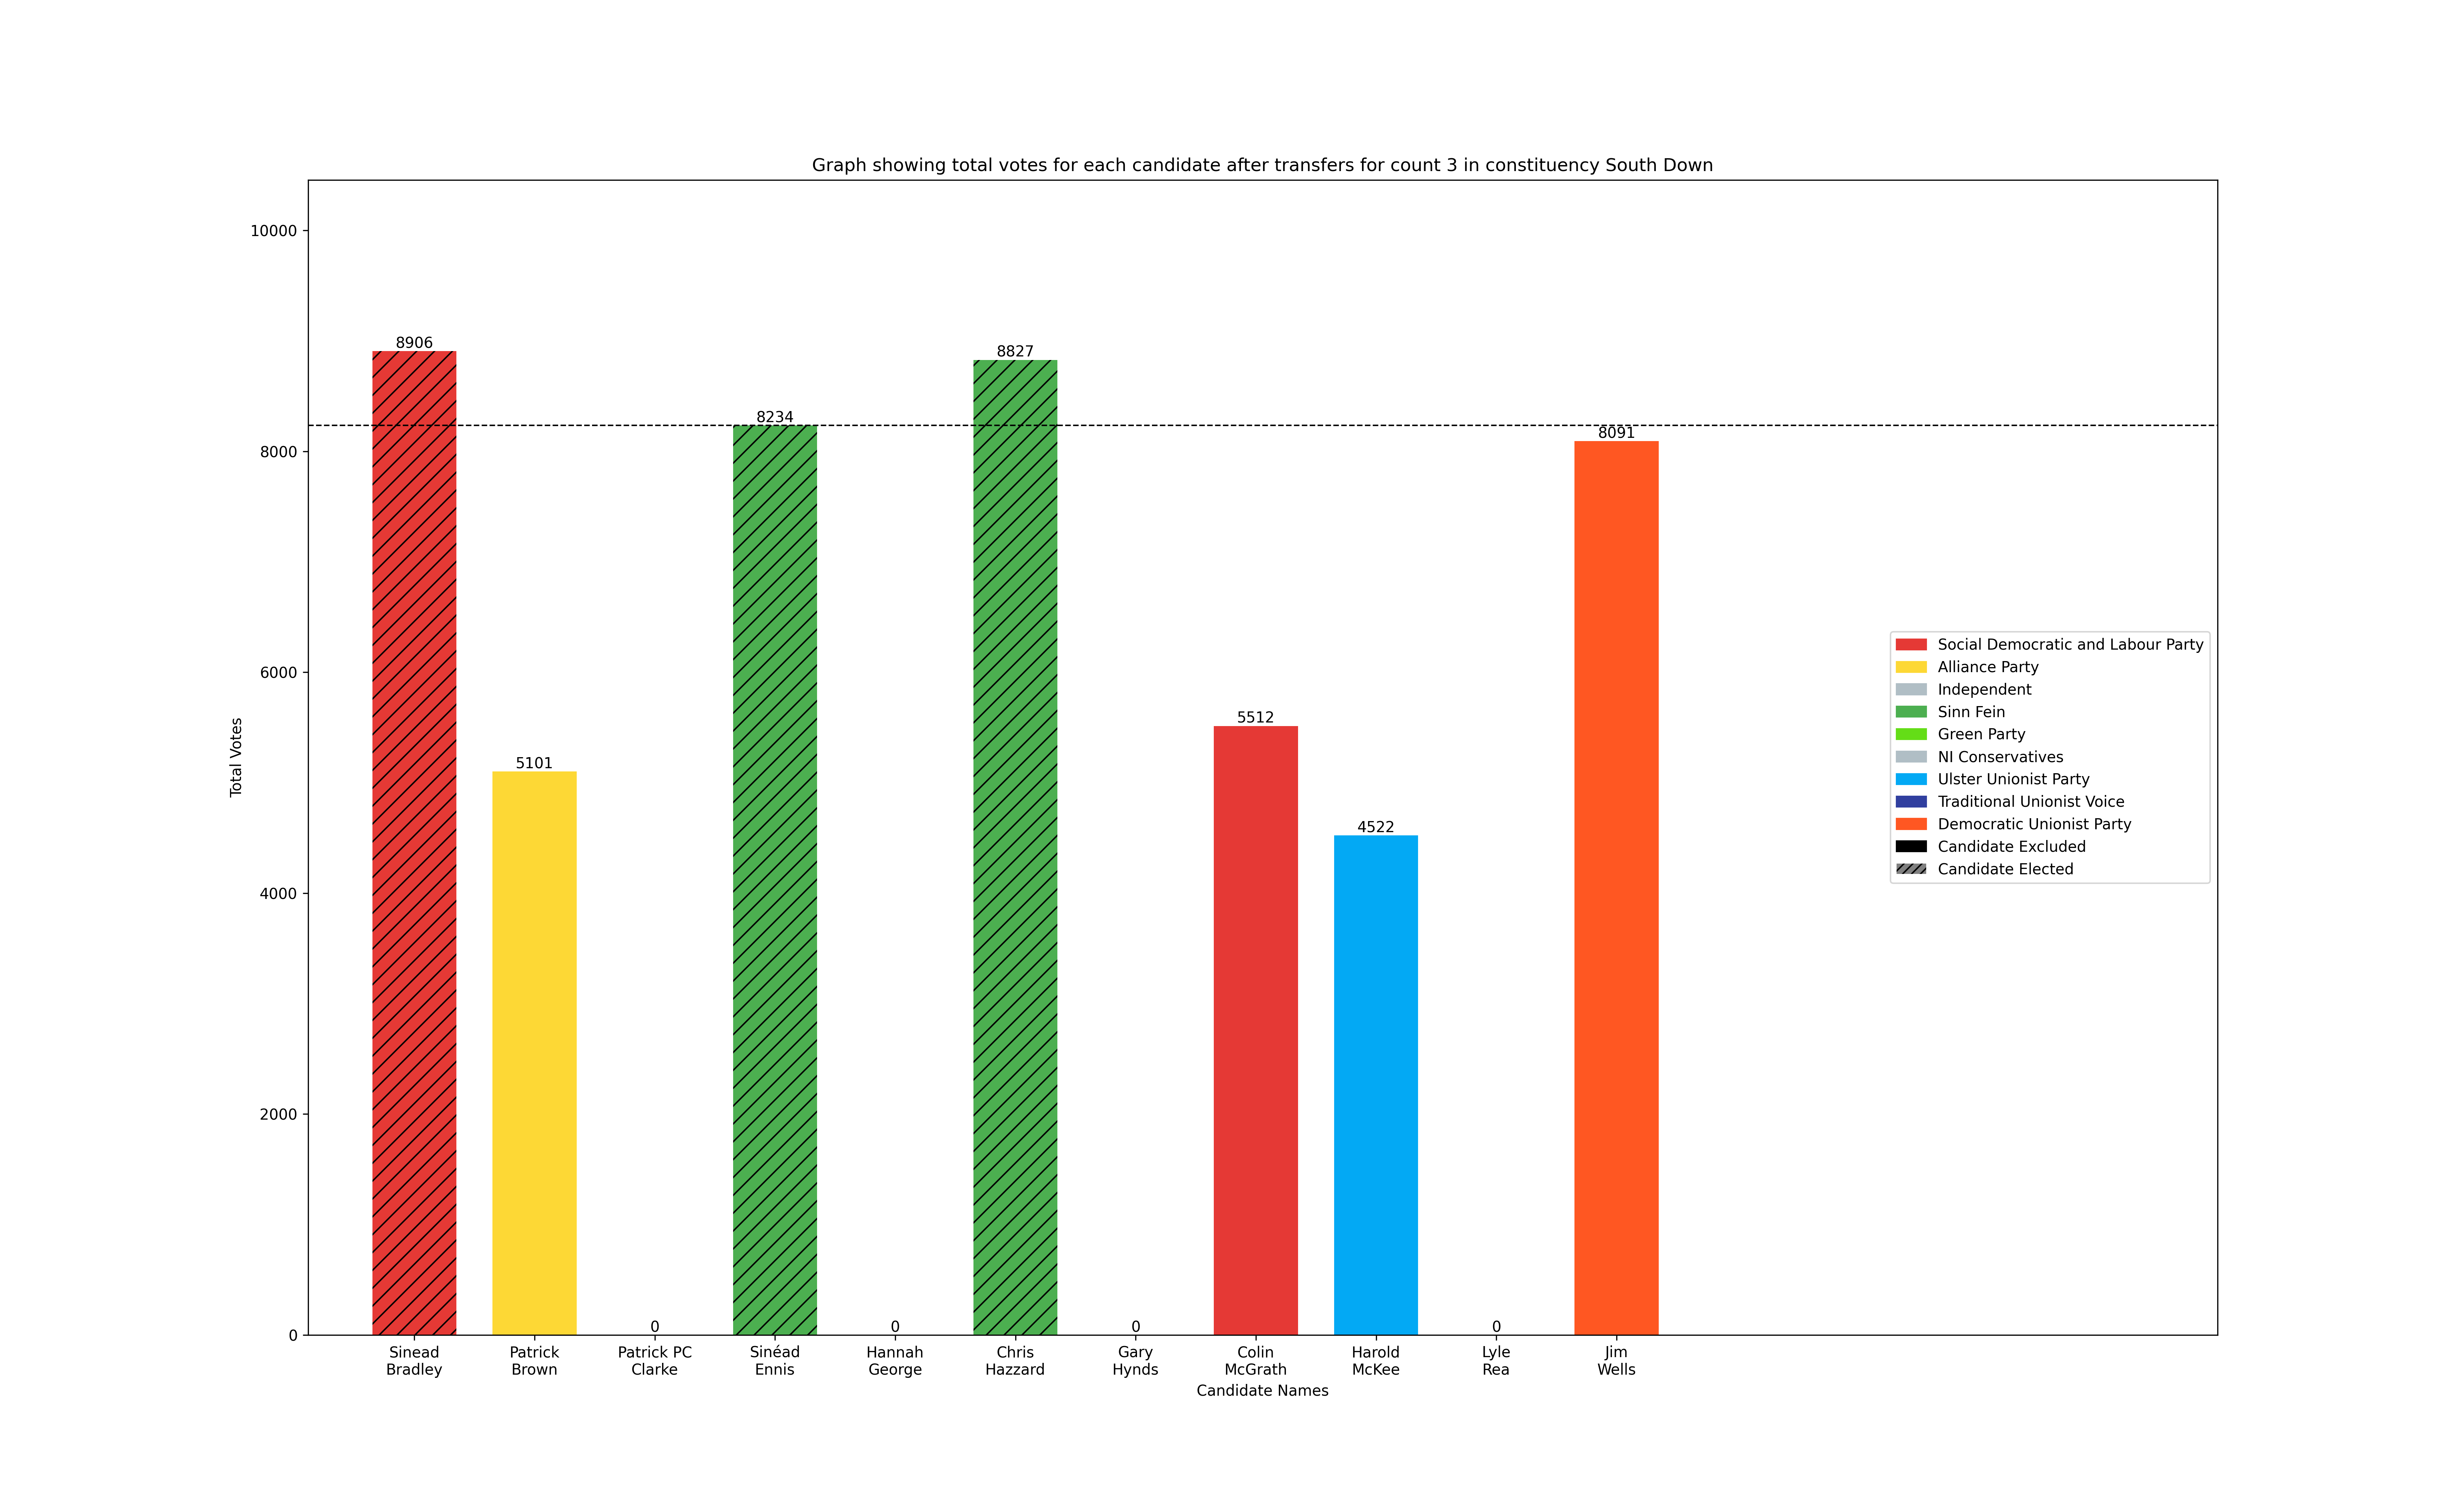 Graph showing total votes for each candidate after transfers for count 3 in constituency South Down
10000
8000
6000
4000
2000
0
Total Votes
8906
5101
0
8234
0
8827
0
5512
4522
0
8091
Sinead
Bradley
Patrick
Brown
Patrick PC
Clarke
Sinéad
Ennis
Hannah
George
Chris
Hazzard
Gary
Hynds
Colin
McGrath
Harold
McKee
Lyle
Rea
Jim
Wells
Candidate Names
Social Democratic and Labour Party
Alliance Party
Independent
Sinn Fein
Green Party
NI Conservatives
Ulster Unionist Party
Traditional Unionist Voice
Democratic Unionist Party
Candidate Excluded
Candidate Elected